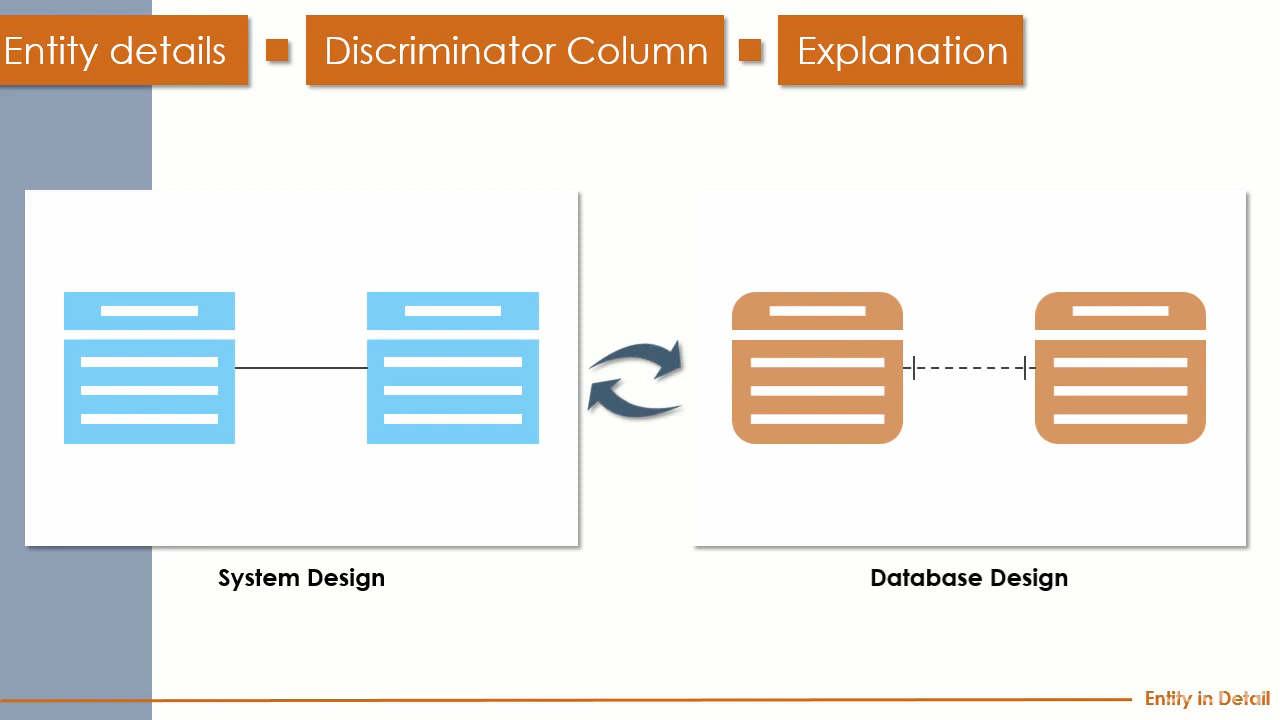 Entity details
Discriminator Column
Explanation
System Design
Database Design
Entity in Detail